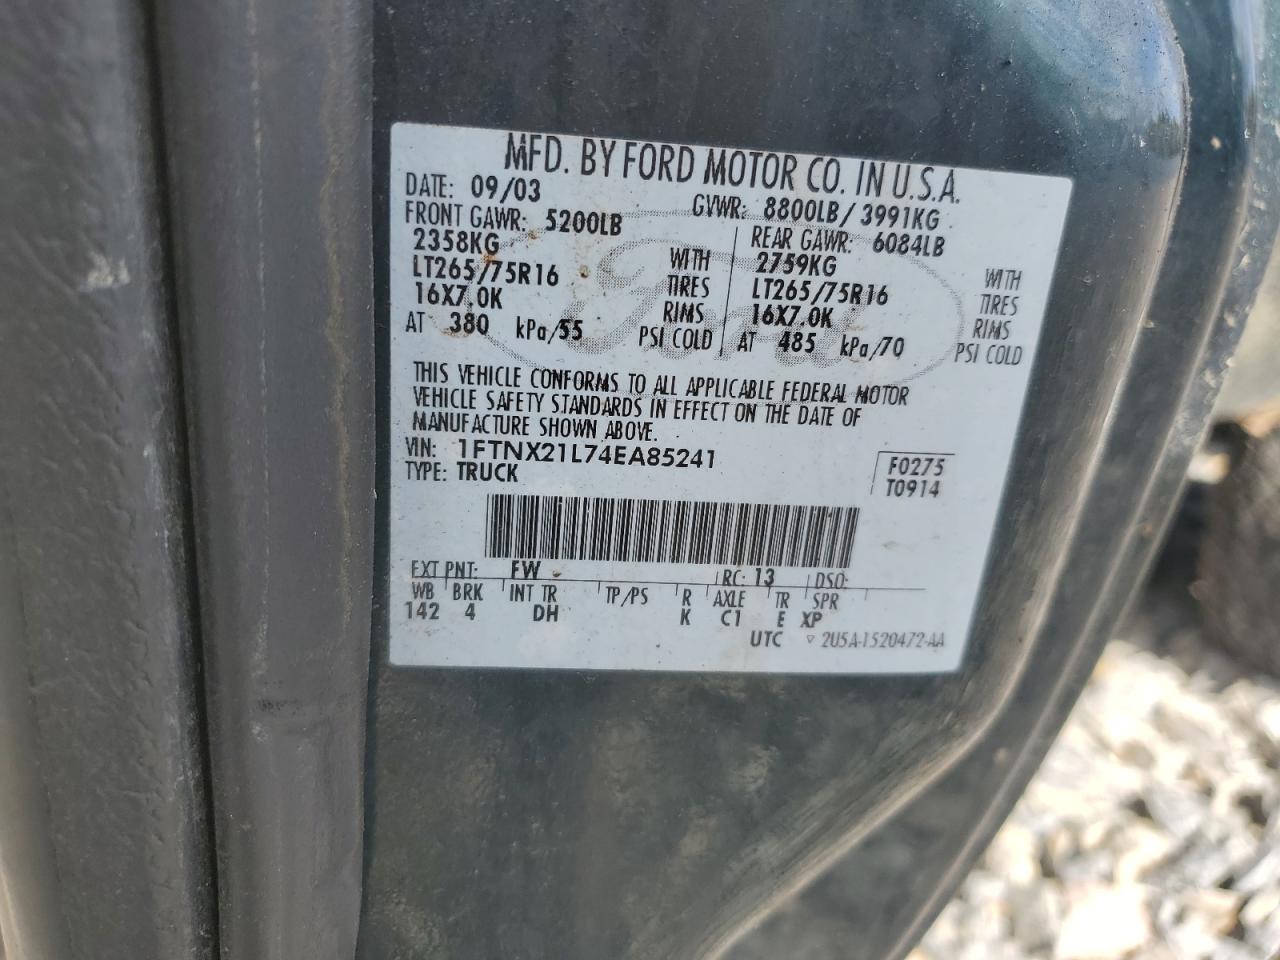 MFD. BY FORD MOTOR CO. IN U.S.A.
DATE: 09/03 GVWR: 8800LB / 3991KG
FRONT GAWR: 5200LB REAR GAWR: 6084LB
2358KG WITH 2759KG WITH
LT265/75R16 TIRES LT265/75R16 TIRES
16X7.0K RIMS 16X7.0K RIMS
AT 380 kPa/55 PSI COLD AT 485 kPa/70 PSI COLD
Ford
THIS VEHICLE CONFORMS TO ALL APPLICABLE FEDERAL MOTOR
VEHICLE SAFETY STANDARDS IN EFFECT ON THE DATE OF
MANUFACTURE SHOWN ABOVE.
VIN: 1FTNX21L74EA85241 F0275
TYPE: TRUCK T0914
EXT PNT: FW RC: 13 DSO:
WB BRK INT TR TP/PS R AXLE TR SPR
142 4 DH K C1 E XP
UTC ▽ 2U5A-1520472-AA